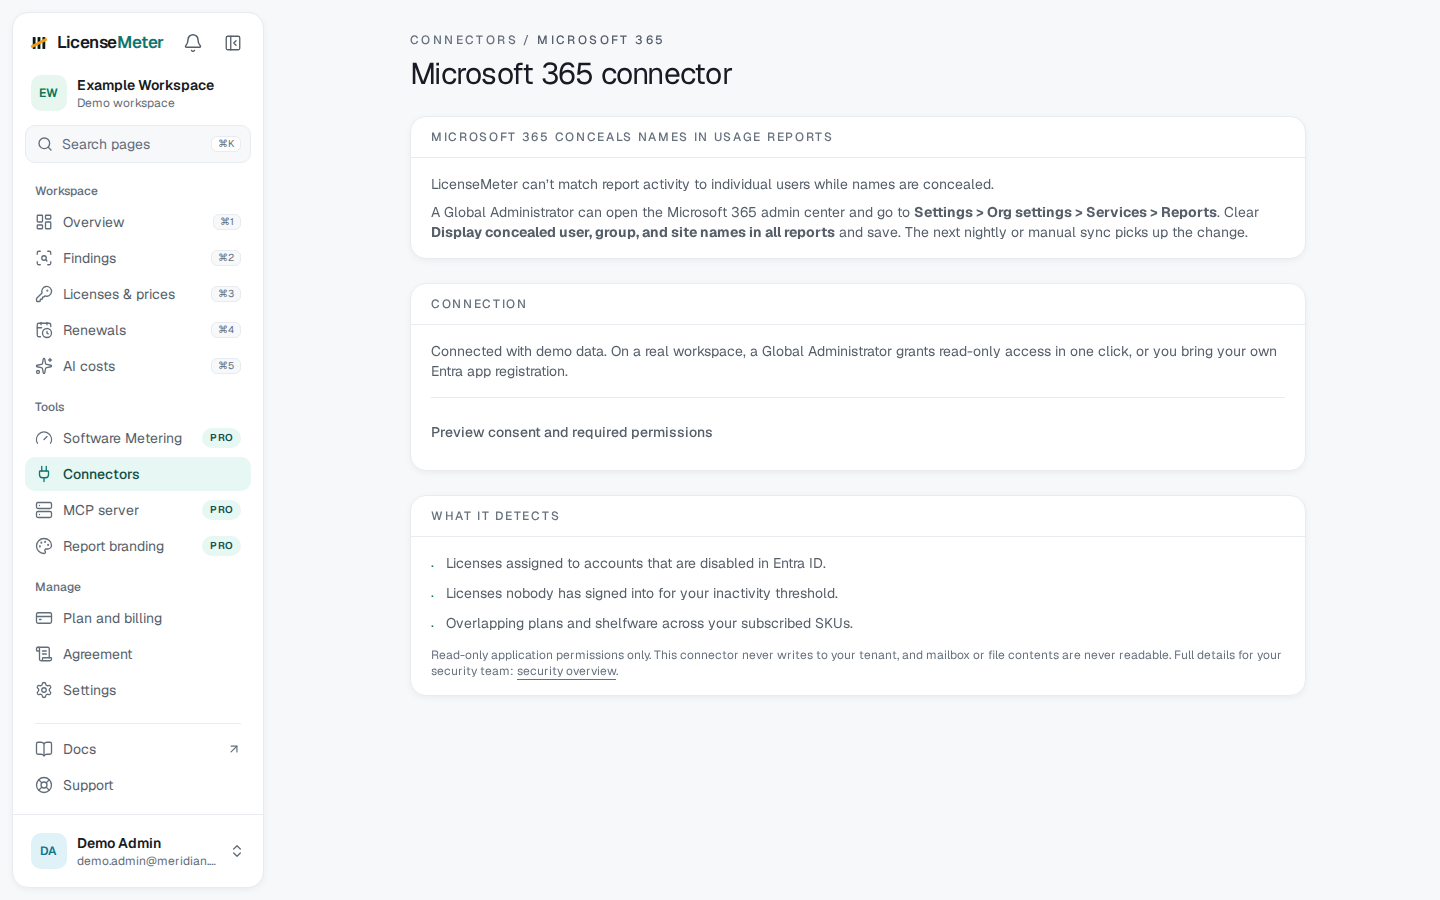 LicenseMeter
EW
Example Workspace
Demo workspace
Search pages
⌘K
Workspace
Overview
⌘1
Findings
⌘2
Licenses & prices
⌘3
Renewals
⌘4
AI costs
⌘5
Tools
Software Metering
PRO
Connectors
MCP server
PRO
Report branding
PRO
Manage
Plan and billing
Agreement
Settings
Docs
Support
DA
Demo Admin
demo.admin@meridian....
CONNECTORS / MICROSOFT 365
Microsoft 365 connector
MICROSOFT 365 CONCEALS NAMES IN USAGE REPORTS
LicenseMeter can't match report activity to individual users while names are concealed.
A Global Administrator can open the Microsoft 365 admin center and go to Settings > Org settings > Services > Reports. Clear
Display concealed user, group, and site names in all reports and save. The next nightly or manual sync picks up the change.
CONNECTION
Connected with demo data. On a real workspace, a Global Administrator grants read-only access in one click, or you bring your own
Entra app registration.
Preview consent and required permissions
WHAT IT DETECTS
· Licenses assigned to accounts that are disabled in Entra ID.
· Licenses nobody has signed into for your inactivity threshold.
· Overlapping plans and shelfware across your subscribed SKUs.
Read-only application permissions only. This connector never writes to your tenant, and mailbox or file contents are never readable. Full details for your
security team: security overview.